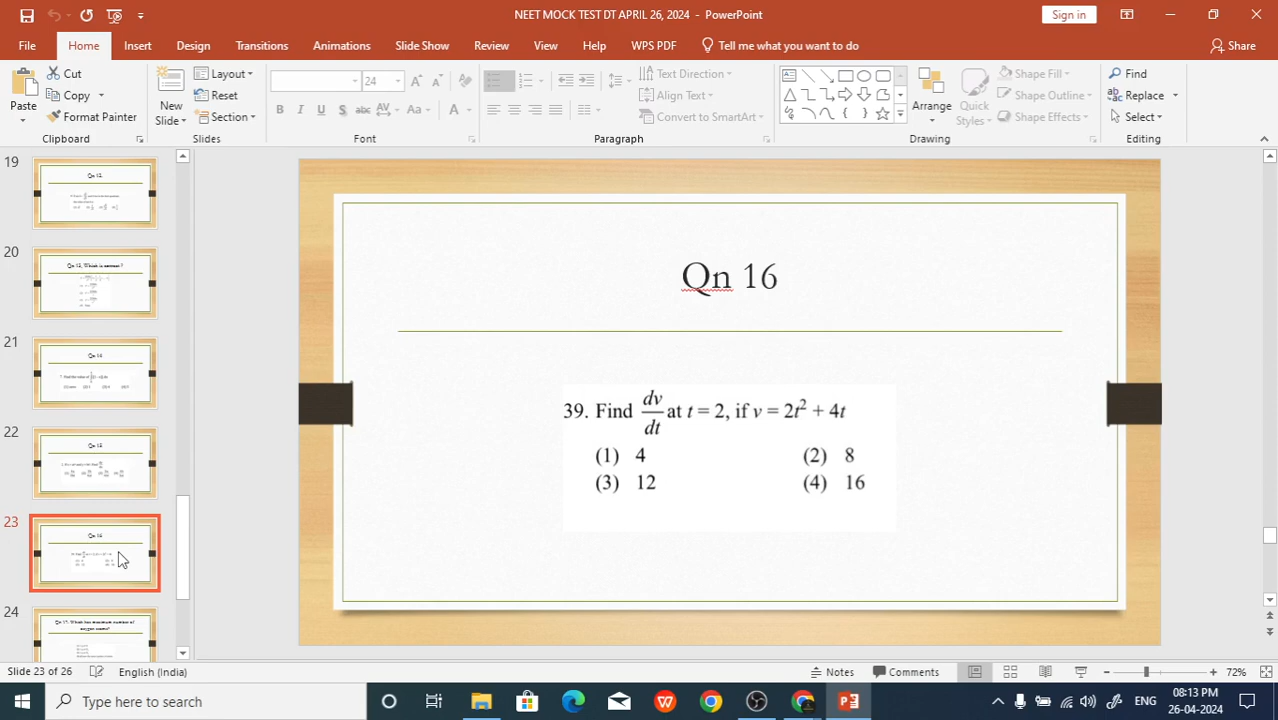 NEET MOCK TEST DT APRIL 26, 2024 - PowerPoint
Sign in
File Home Insert Design Transitions Animations Slide Show Review View Help WPS PDF Tell me what you want to do Share
Paste
Cut
Copy
Format Painter
Clipboard
New Slide
Layout
Reset
Section
Slides
24
Font
Paragraph
Text Direction
Align Text
Convert to SmartArt
Arrange
Quick Styles
Shape Fill
Shape Outline
Shape Effects
Drawing
Find
Replace
Select
Editing
19
20
21
22
23
24
Qn 16
39. Find dv/dt at t = 2, if v = 2t² + 4t
(1) 4 (2) 8
(3) 12 (4) 16
Slide 23 of 26 English (India) Notes Comments 72%
Type here to search
ENG
08:13 PM
26-04-2024